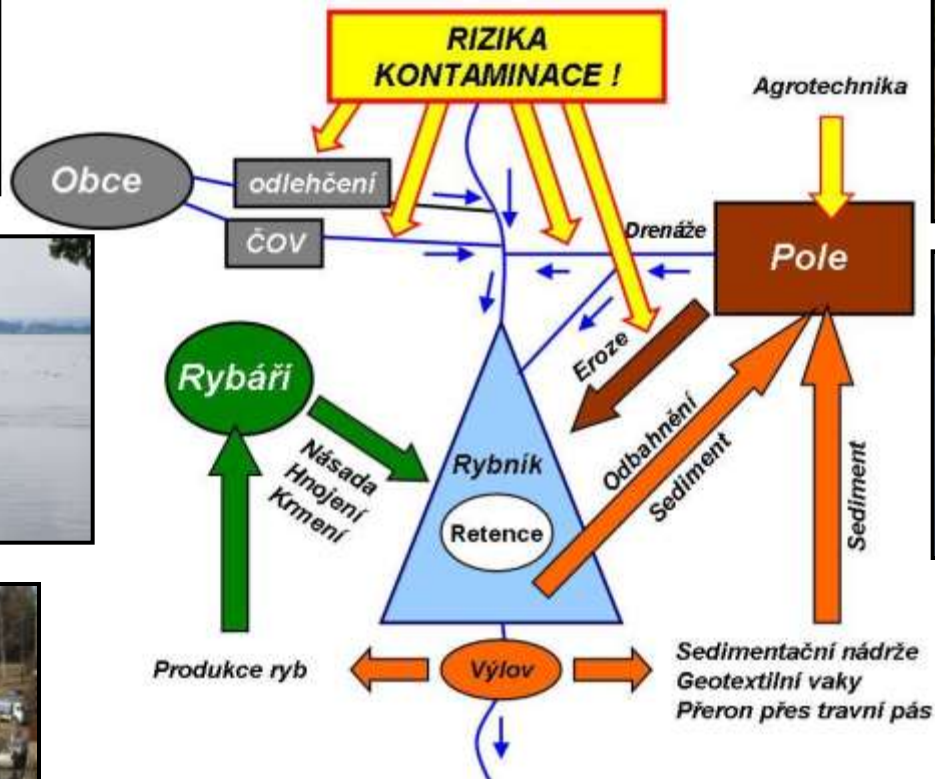 RIZIKA
KONTAMINACE !
Agrotechnika
Obce
odlehčení
ČOV
Drenáže
Pole
Eroze
Rybáři
Násada
Hnojení
Krmení
Rybník
Retence
Odbahnění
Sediment
Sediment
Produkce ryb
Výlov
Sedimentační nádrže
Geotextilní vaky
Přeron přes travní pás